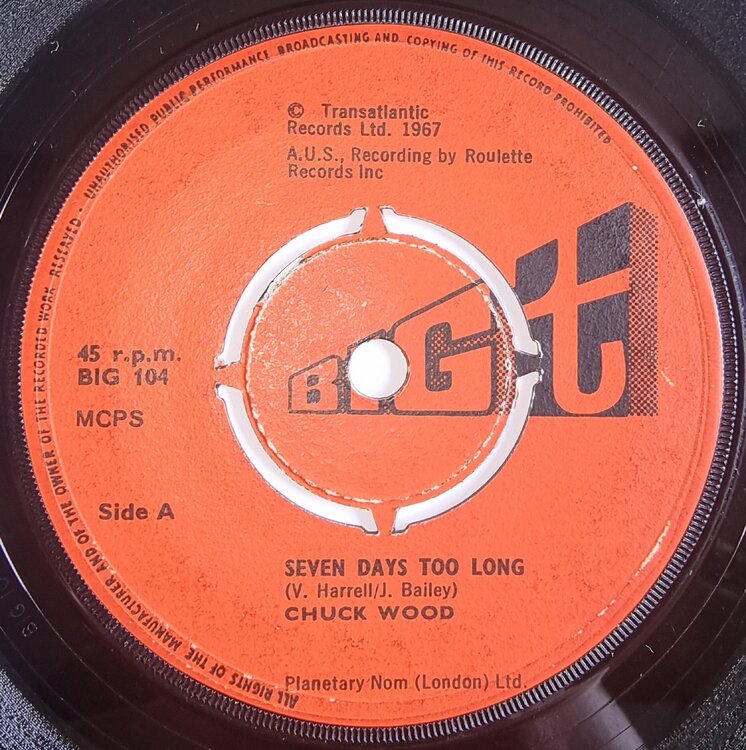 ALL RIGHTS OF THE MANUFACTURER AND OF THE OWNER OF THE RECORDED WORK RESERVED - UNAUTHORISED PUBLIC PERFORMANCE BROADCASTING AND COPYING OF THIS RECORD PROHIBITED
© Transatlantic
Records Ltd. 1967
A.U.S., Recording by Roulette
Records Inc
BIG t
45 r.p.m.
BIG 104
MCPS
Side A
SEVEN DAYS TOO LONG
(V. Harrell/J. Bailey)
CHUCK WOOD
Planetary Nom (London) Ltd.